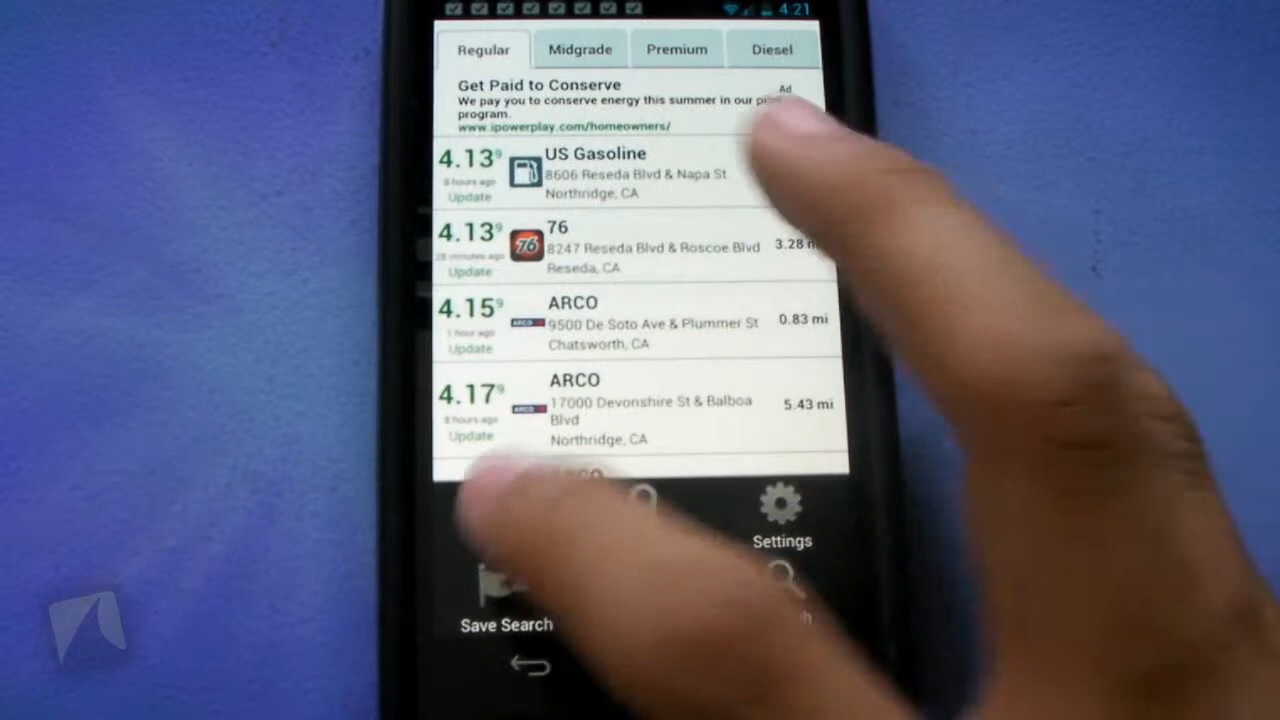 4:21
Regular Midgrade Premium Diesel
Get Paid to Conserve Ad
We pay you to conserve energy this summer in our
program.
www.ipowerplay.com/homeowners/
4.13⁹ US Gasoline
8 hours ago 8606 Reseda Blvd & Napa St
Update Northridge, CA
4.13⁹ 76 76
8247 Reseda Blvd & Roscoe Blvd 3.28
28 minutes ago
Update Reseda, CA
4.15⁹ ARCO
ARCO 9500 De Soto Ave & Plummer St 0.83 mi
1 hour ago
Update Chatsworth, CA
4.17⁹ ARCO
ARCO 17000 Devonshire St & Balboa 5.43 mi
8 hours ago Blvd
Update Northridge, CA
ARCO
Settings
Save Search